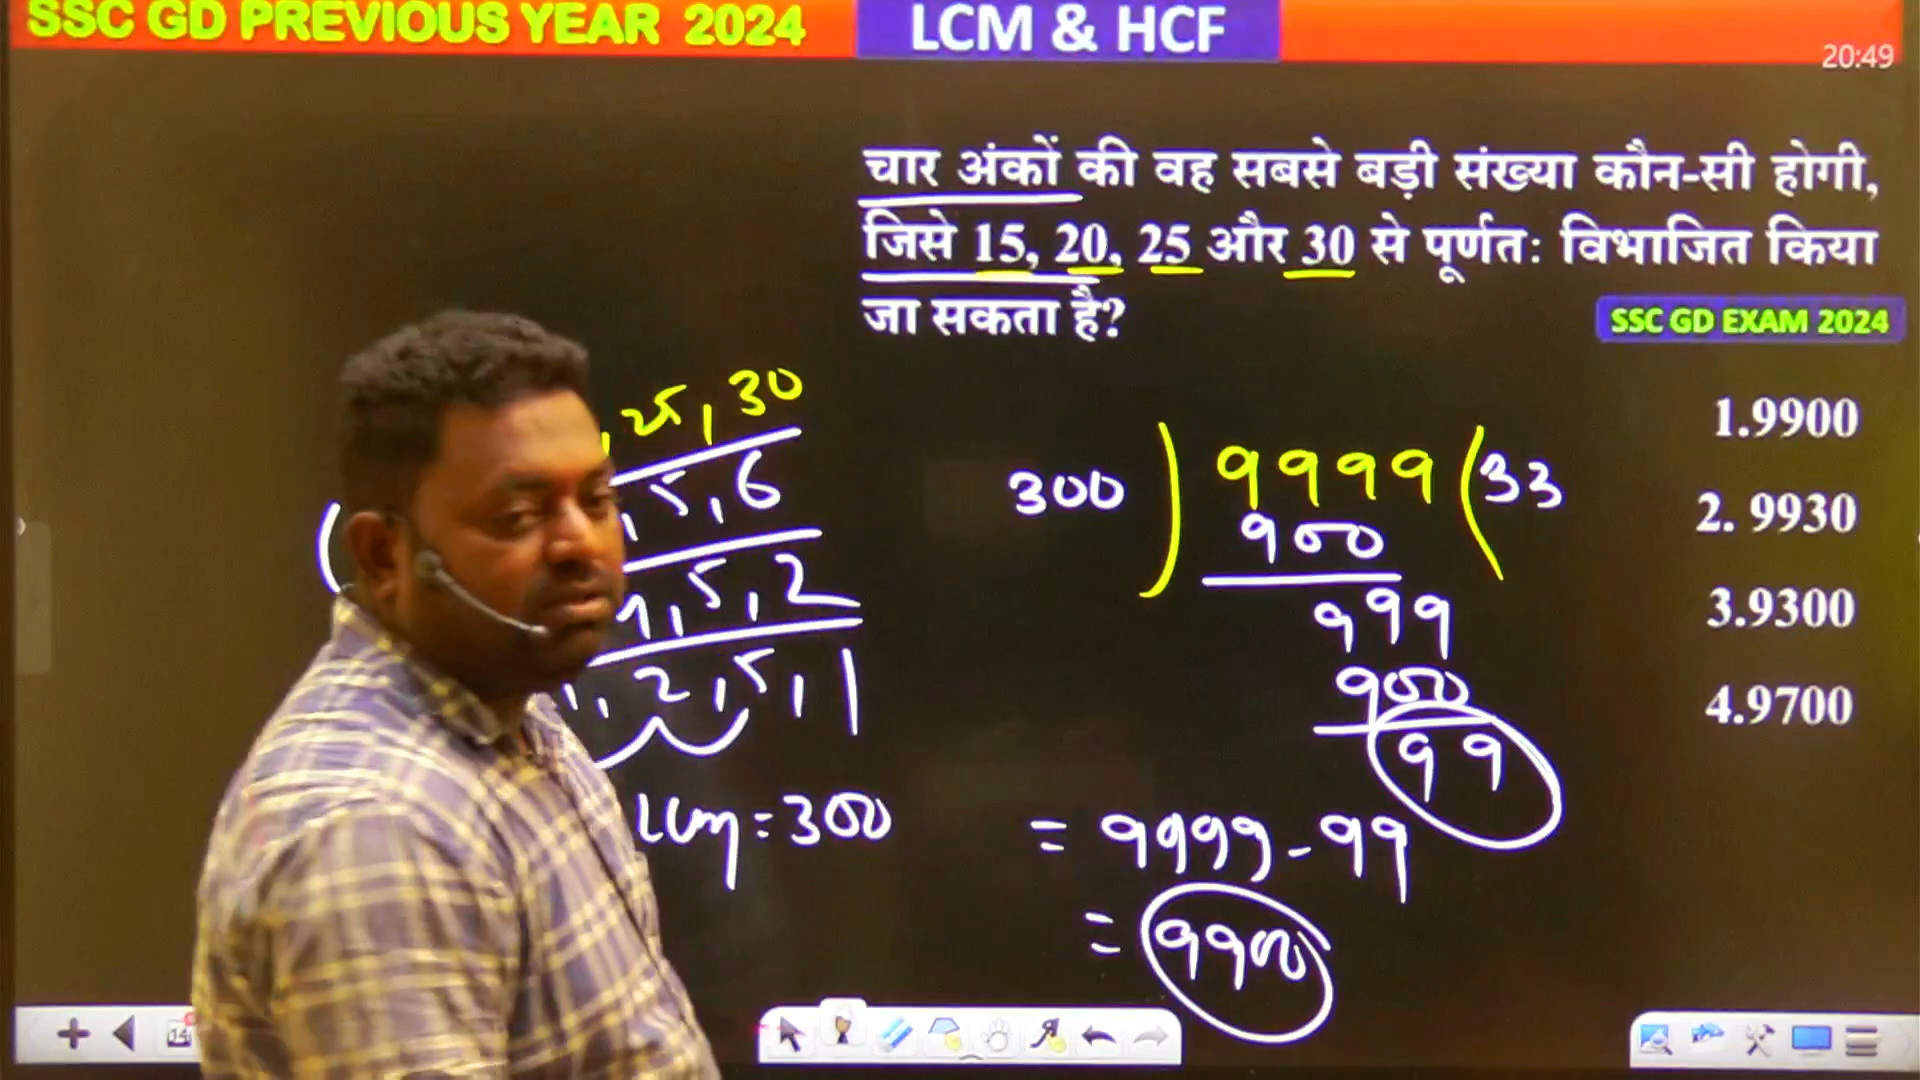 SSC GD PREVIOUS YEAR 2024
LCM & HCF
20:49
चार अंकों की वह सबसे बड़ी संख्या कौन-सी होगी,
जिसे 15, 20, 25 और 30 से पूर्णत: विभाजित किया
जा सकता है?
SSC GD EXAM 2024
1.9900
2. 9930
3.9300
4.9700
, 25, 30
, 5, 6
, 5, 2
, 2, 5, 1
LCM = 300
300 ) 9999 ( 33
900
999
900
99
= 9999 - 99
= 9900
14